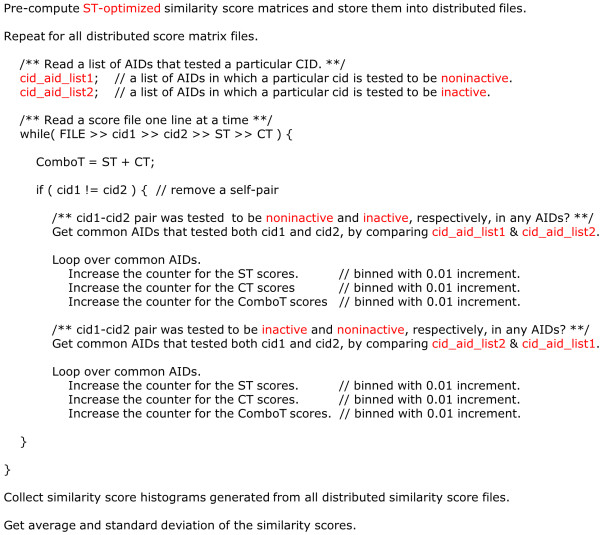 Pre-compute ST-optimized similarity score matrices and store them into distributed files.
Repeat for all distributed score matrix files.
/** Read a list of AIDs that tested a particular CID. **/
cid_aid_list1; // a list of AIDs in which a particular cid is tested to be noninactive.
cid_aid_list2; // a list of AIDs in which a particular cid is tested to be inactive.
/** Read a score file one line at a time **/
while( FILE >> cid1 >> cid2 >> ST >> CT ) {
ComboT = ST + CT;
if ( cid1 != cid2 ) { // remove a self-pair
/** cid1-cid2 pair was tested to be noninactive and inactive, respectively, in any AIDs? **/
Get common AIDs that tested both cid1 and cid2, by comparing cid_aid_list1 & cid_aid_list2.
Loop over common AIDs.
Increase the counter for the ST scores. // binned with 0.01 increment.
Increase the counter for the CT scores // binned with 0.01 increment.
Increase the counter for the ComboT scores // binned with 0.01 increment.
/** cid1-cid2 pair was tested to be inactive and noninactive, respectively, in any AIDs? **/
Get common AIDs that tested both cid1 and cid2, by comparing cid_aid_list2 & cid_aid_list1.
Loop over common AIDs.
Increase the counter for the ST scores. // binned with 0.01 increment.
Increase the counter for the CT scores. // binned with 0.01 increment.
Increase the counter for the ComboT scores. // binned with 0.01 increment.
}
}
Collect similarity score histograms generated from all distributed similarity score files.
Get average and standard deviation of the similarity scores.